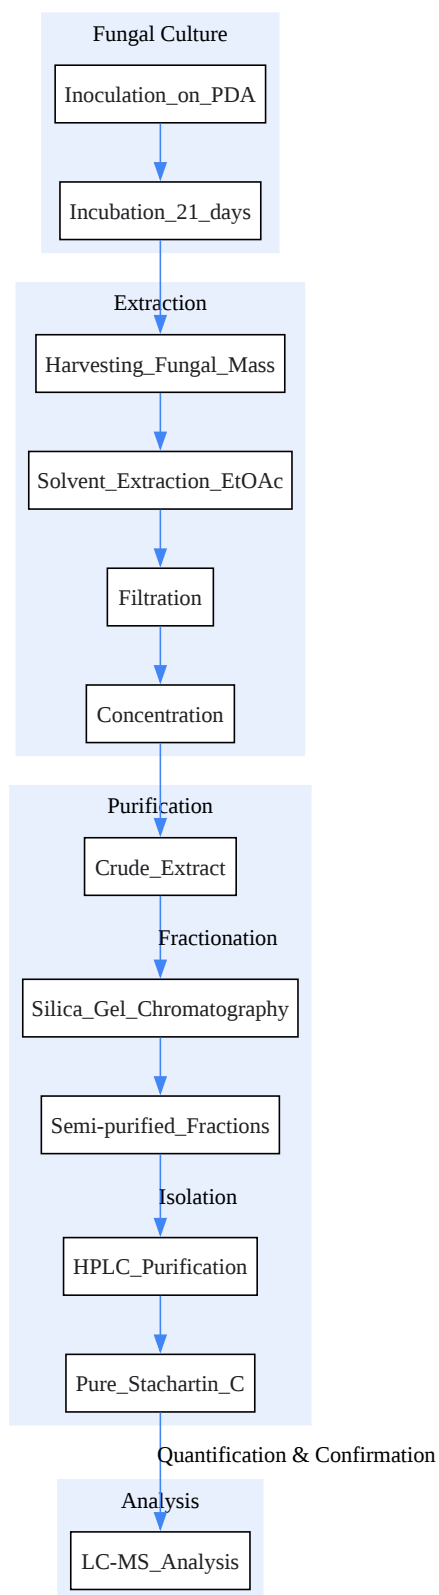 Fungal Culture
Inoculation_on_PDA
Incubation_21_days
Extraction
Harvesting_Fungal_Mass
Solvent_Extraction_EtOAc
Filtration
Concentration
Purification
Crude_Extract
Fractionation
Silica_Gel_Chromatography
Semi-purified_Fractions
Isolation
HPLC_Purification
Pure_Stachartin_C
Quantification & Confirmation
Analysis
LC-MS_Analysis